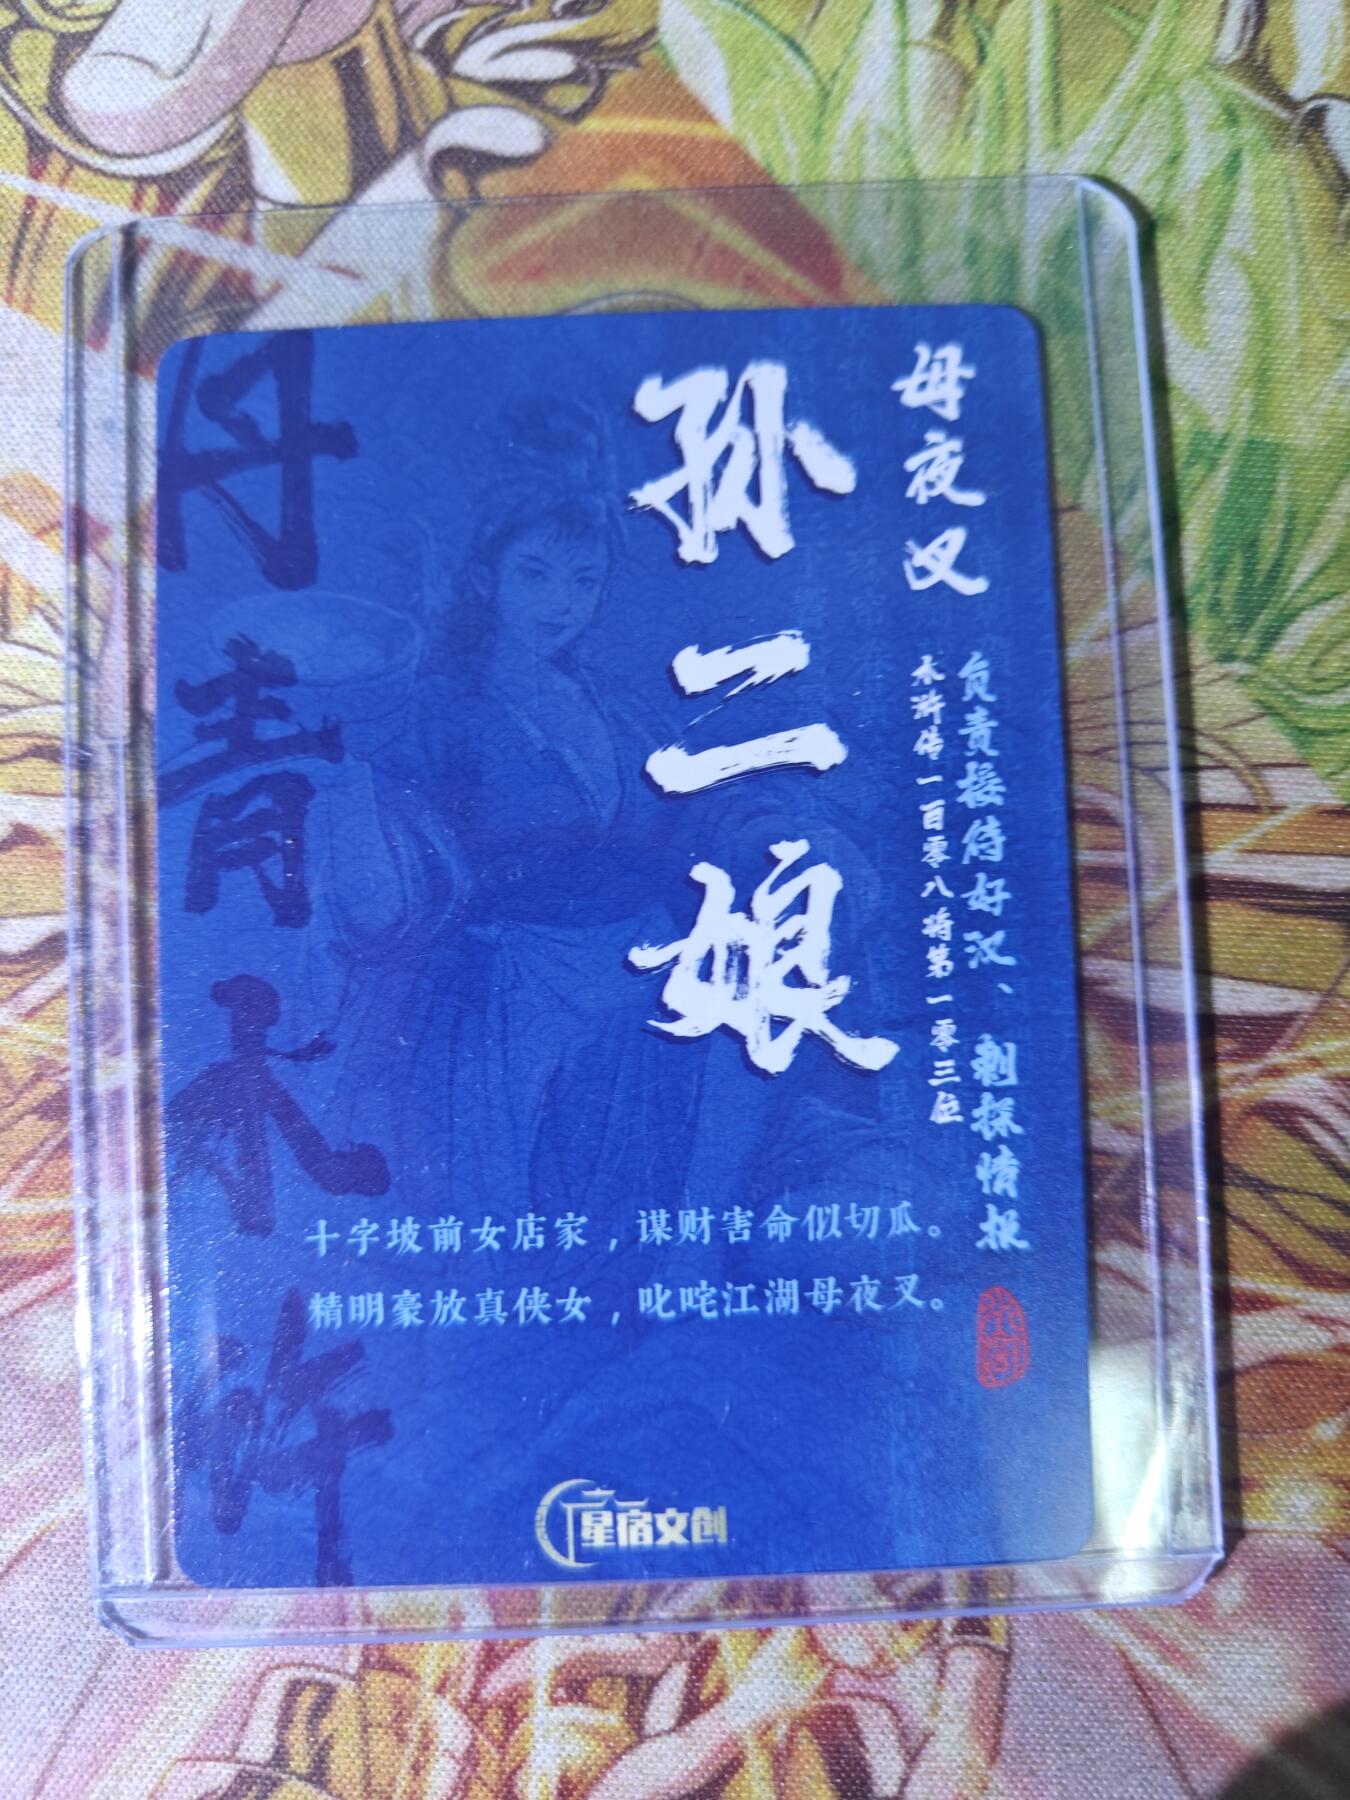 母夜叉
负责接待好汉、刺探情报
水浒传一百零八将第一零三位
孙二娘
丹青水浒
十字坡前女店家，谋财害命似切瓜。
精明豪放真侠女，叱咤江湖母夜叉。
星宿文创